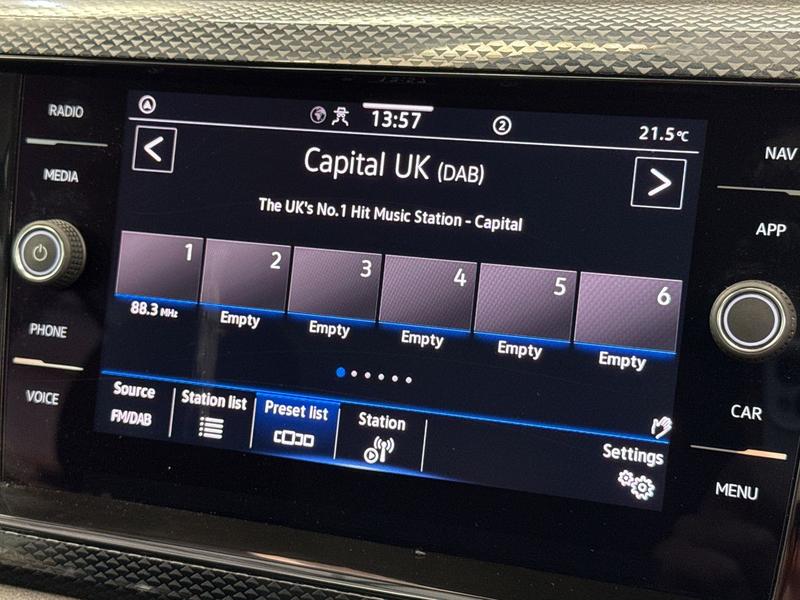 RADIO
MEDIA
PHONE
VOICE
13:57
2
21.5°C
<
Capital UK (DAB)
>
The UK's No.1 Hit Music Station - Capital
1 2 3 4 5 6
88.3 MHz Empty Empty Empty Empty Empty
Source Station list Preset list Station Settings
FM/DAB
NAV
APP
CAR
MENU